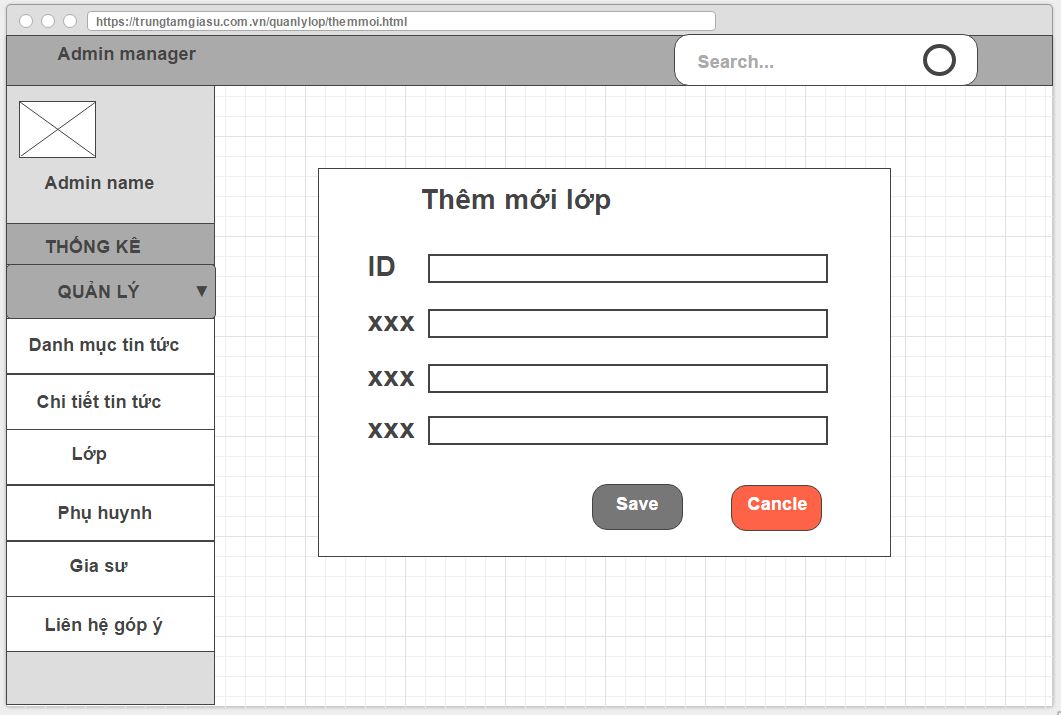 https://trungtamgiasu.com.vn/quanlylop/themmoi.html
Admin manager
Search...
Admin name
THỐNG KÊ
QUẢN LÝ ▼
Danh mục tin tức
Chi tiết tin tức
Lớp
Phụ huynh
Gia sư
Liên hệ góp ý
Thêm mới lớp
ID
xxx
xxx
xxx
Save
Cancle